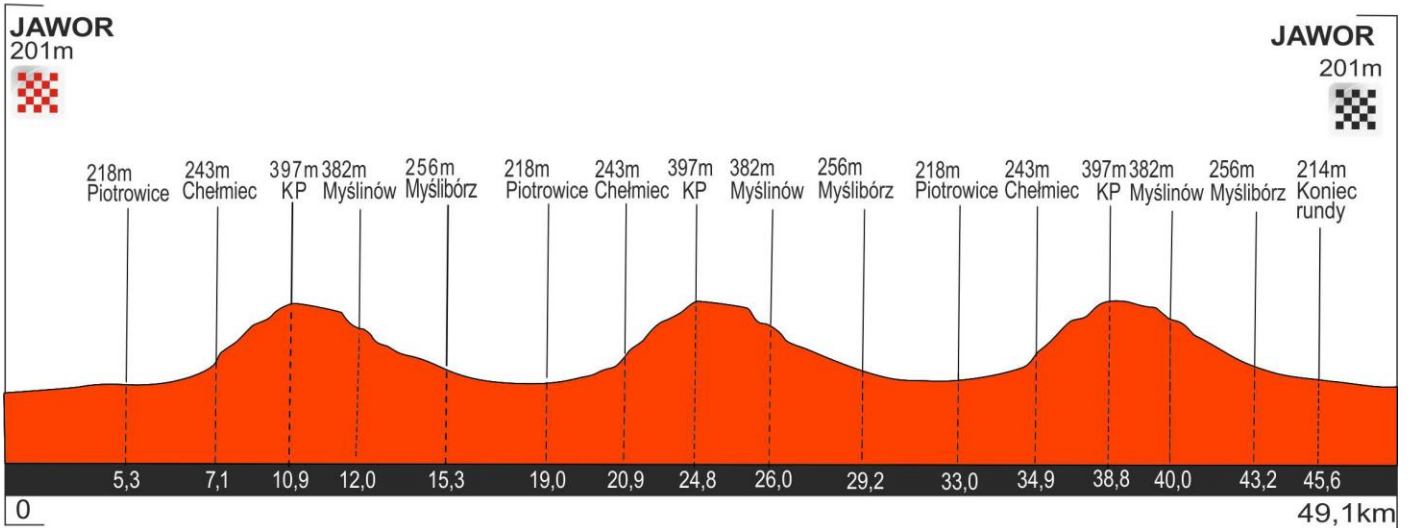 JAWOR
201m
JAWOR
201m
218m
Piotrowice
243m
Chełmiec
397m
KP
382m
Myślinów
256m
Myślibórz
218m
Piotrowice
243m
Chełmiec
397m
KP
382m
Myślinów
256m
Myślibórz
218m
Piotrowice
243m
Chełmiec
397m
KP
382m
Myślinów
256m
Myślibórz
214m
Koniec
rundy
5,3
7,1
10,9
12,0
15,3
19,0
20,9
24,8
26,0
29,2
33,0
34,9
38,8
40,0
43,2
45,6
0
49,1km